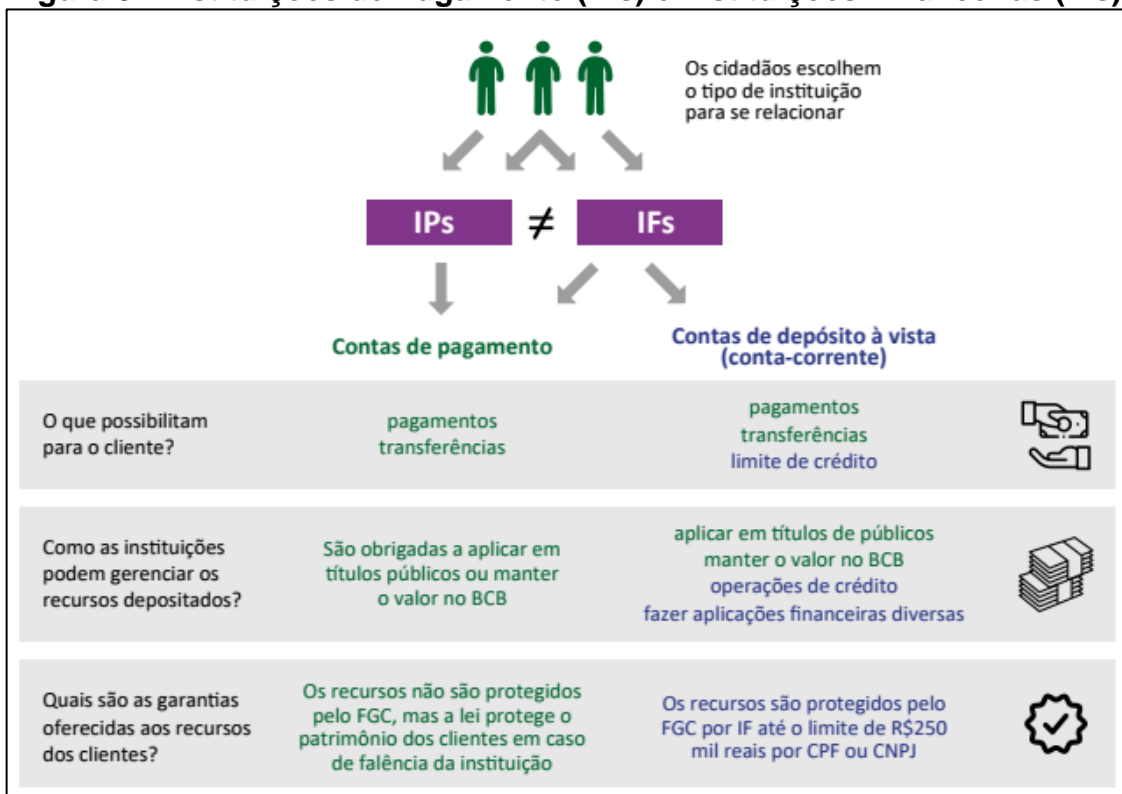 Os cidadãos escolhem
o tipo de instituição
para se relacionar
IPs ≠ IFs
Contas de pagamento
Contas de depósito à vista
(conta-corrente)
O que possibilitam
para o cliente?
pagamentos
transferências
pagamentos
transferências
limite de crédito
Como as instituições
podem gerenciar os
recursos depositados?
São obrigadas a aplicar em
títulos públicos ou manter
o valor no BCB
aplicar em títulos de públicos
manter o valor no BCB
operações de crédito
fazer aplicações financeiras diversas
Quais são as garantias
oferecidas aos recursos
dos clientes?
Os recursos não são protegidos
pelo FGC, mas a lei protege o
patrimônio dos clientes em caso
de falência da instituição
Os recursos são protegidos pelo
FGC por IF até o limite de R$250
mil reais por CPF ou CNPJ